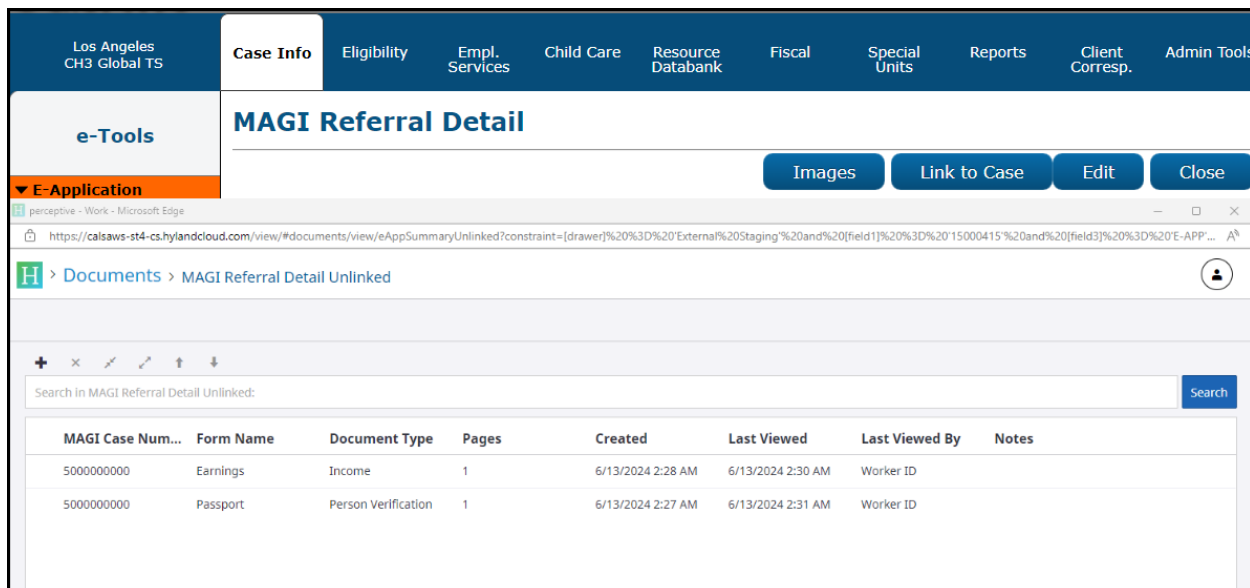 Los Angeles
CH3 Global TS
Case Info
Eligibility
Empl.
Services
Child Care
Resource
Databank
Fiscal
Special
Units
Reports
Client
Corresp.
Admin Tools
e-Tools
MAGI Referral Detail
Images
Link to Case
Edit
Close
E-Application
perceptive - Work - Microsoft Edge
https://calsaws-st4-cs.hylandcloud.com/view/#documents/view/eAppSummaryUnlinked?constraint=[drawer]%20%3D%20'External%20Staging'%20and%20[field1]%20%3D%20'15000415'%20and%20[field3]%20%3D%20'E-APP'...
H > Documents > MAGI Referral Detail Unlinked
Search in MAGI Referral Detail Unlinked:
Search
MAGI Case Num... Form Name Document Type Pages Created Last Viewed Last Viewed By Notes
5000000000 Earnings Income 1 6/13/2024 2:28 AM 6/13/2024 2:30 AM Worker ID
5000000000 Passport Person Verification 1 6/13/2024 2:27 AM 6/13/2024 2:31 AM Worker ID